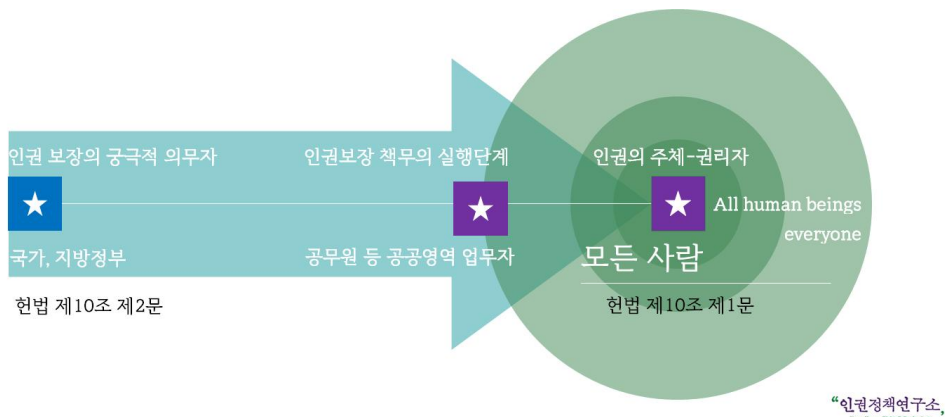 인권 보장의 궁극적 의무자
인권보장 책무의 실행단계
인권의 주체-권리자
All human beings
everyone
국가, 지방정부
공무원 등 공공영역 업무자
모든 사람
헌법 제10조 제2문
헌법 제10조 제1문
“인권정책연구소,